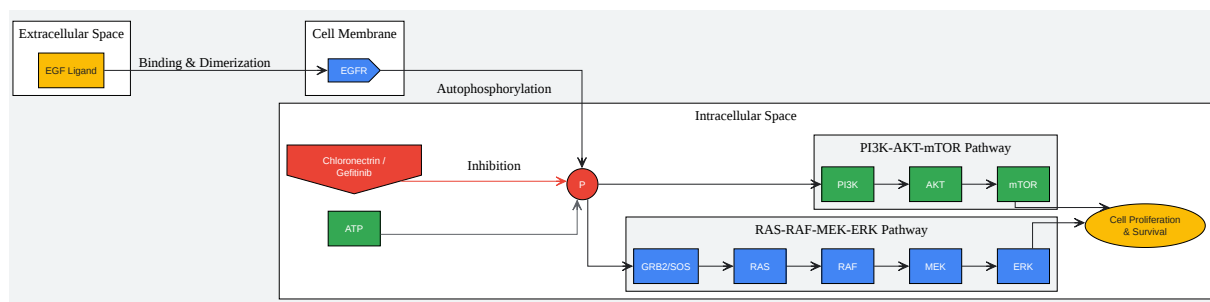 Extracellular Space
EGF Ligand
Binding & Dimerization
Cell Membrane
EGFR
Autophosphorylation
Intracellular Space
Chloronectrin /
Gefitinib
Inhibition
P
ATP
PI3K-AKT-mTOR Pathway
PI3K
AKT
mTOR
RAS-RAF-MEK-ERK Pathway
GRB2/SOS
RAS
RAF
MEK
ERK
Cell Proliferation
& Survival